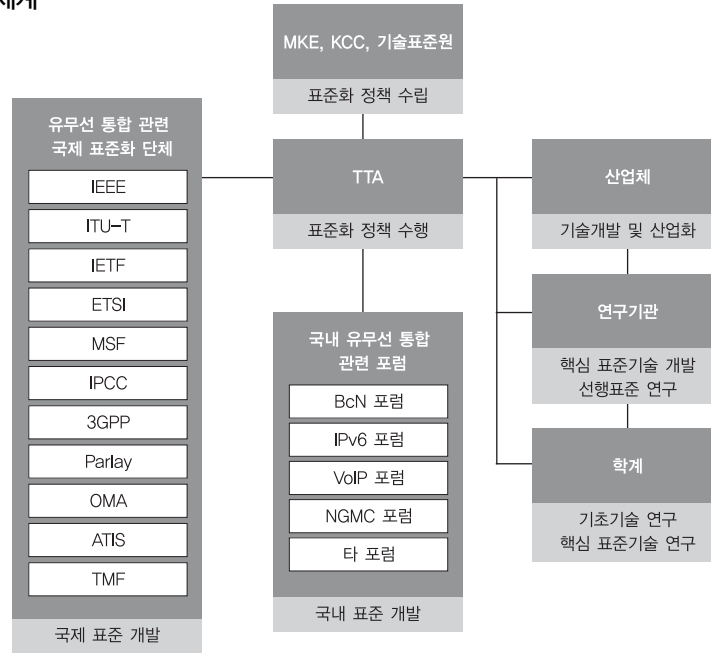 MKE, KCC, 기술표준원
표준화 정책 수립
유무선 통합 관련
국제 표준화 단체
IEEE
ITU-T
IETF
ETSI
MSF
IPCC
3GPP
Parlay
OMA
ATIS
TMF
국제 표준 개발
TTA
표준화 정책 수행
국내 유무선 통합
관련 포럼
BcN 포럼
IPv6 포럼
VoIP 포럼
NGMC 포럼
타 포럼
국내 표준 개발
산업체
기술개발 및 산업화
연구기관
핵심 표준기술 개발
선행표준 연구
학계
기초기술 연구
핵심 표준기술 연구